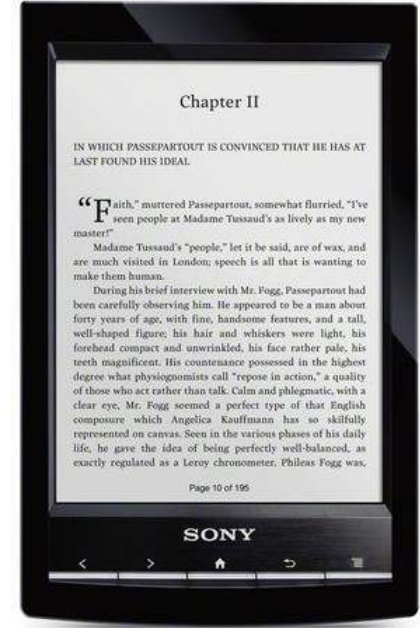 Chapter II
IN WHICH PASSEPARTOUT IS CONVINCED THAT HE HAS AT
LAST FOUND HIS IDEAL
“Faith,” muttered Passepartout, somewhat flurried, “I’ve
seen people at Madame Tussaud’s as lively as my new
master!”
Madame Tussaud’s “people,” let it be said, are of wax, and
are much visited in London; speech is all that is wanting to
make them human.
During his brief interview with Mr. Fogg, Passepartout had
been carefully observing him. He appeared to be a man about
forty years of age, with fine, handsome features, and a tall,
well-shaped figure; his hair and whiskers were light, his
forehead compact and unwrinkled, his face rather pale, his
teeth magnificent. His countenance possessed in the highest
degree what physiognomists call “repose in action,” a quality
of those who act rather than talk. Calm and phlegmatic, with a
clear eye, Mr. Fogg seemed a perfect type of that English
composure which Angelica Kauffmann has so skilfully
represented on canvas. Seen in the various phases of his daily
life, he gave the idea of being perfectly well-balanced, as
exactly regulated as a Leroy chronometer. Phileas Fogg was,
Page 10 of 195
SONY